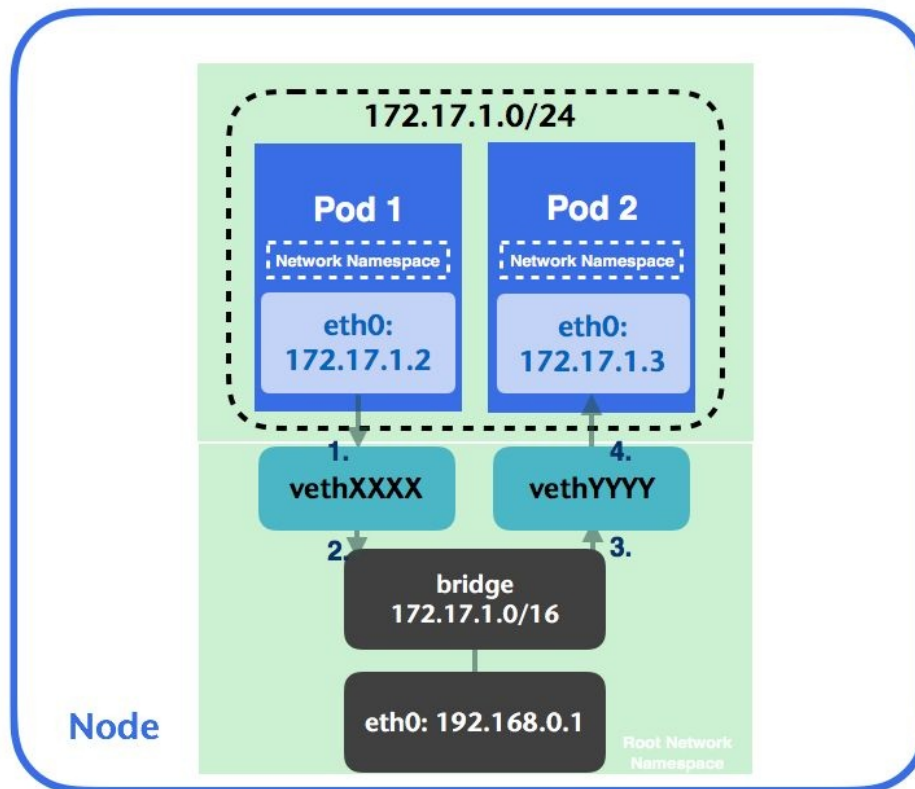 172.17.1.0/24
Pod 1
Network Namespace
eth0:
172.17.1.2
Pod 2
Network Namespace
eth0:
172.17.1.3
1.
4.
vethXXXX
vethYYYY
2.
3.
bridge
172.17.1.0/16
eth0: 192.168.0.1
Node
Root Network
Namespace